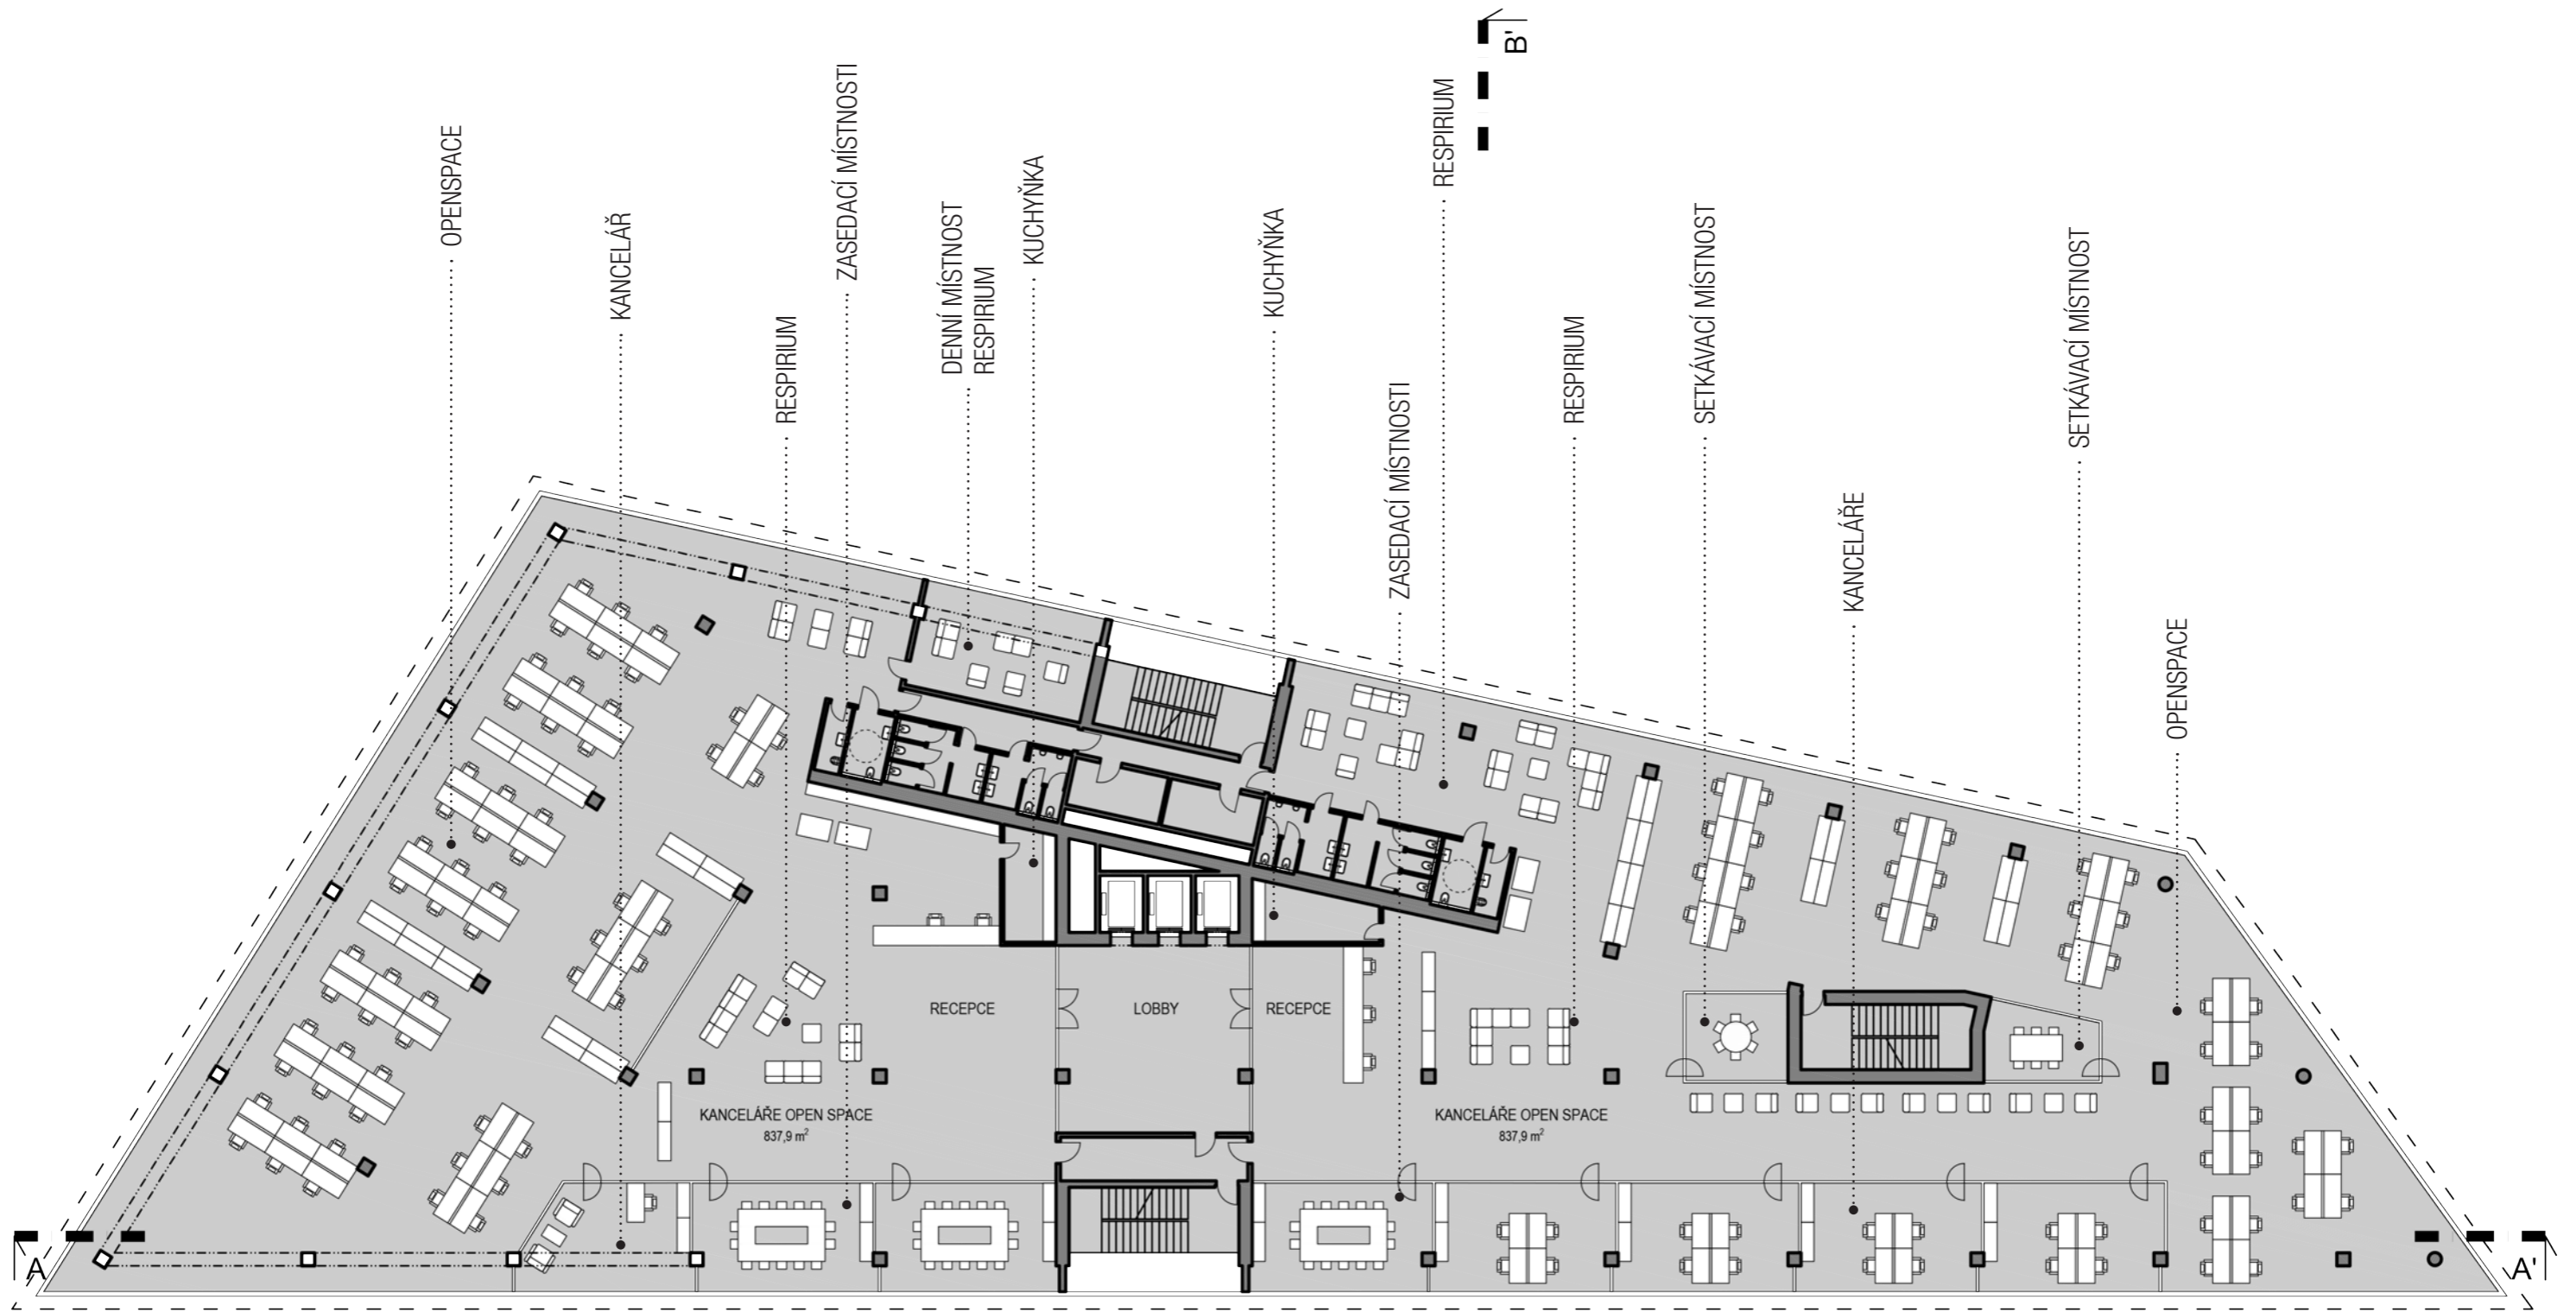 B'
OPENSPACE
KANCELÁŘ
RESPIRIUM
ZASEDACÍ MÍSTNOSTI
DENNÍ MÍSTNOST
RESPIRIUM
KUCHYŇKA
KUCHYŇKA
ZASEDACÍ MÍSTNOSTI
RESPIRIUM
RESPIRIUM
SETKÁVACÍ MÍSTNOST
KANCELÁŘE
SETKÁVACÍ MÍSTNOST
OPENSPACE
RECEPCE
LOBBY
RECEPCE
KANCELÁŘE OPEN SPACE
837,9 m²
KANCELÁŘE OPEN SPACE
837,9 m²
A
A'